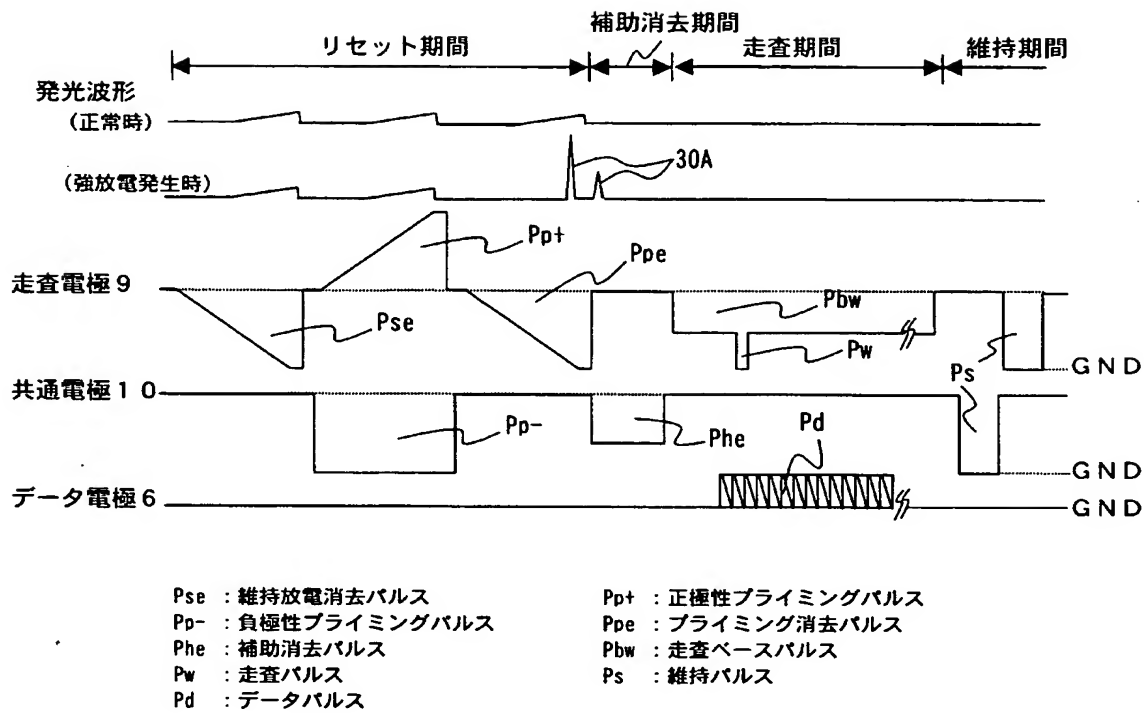 補助消去期間
リセット期間
走査期間
維持期間
発光波形
(正常時)
30A
(強放電発生時)
Pp+
Ppe
走査電極9
Pbw
Pse
Pw
Ps
GND
共通電極10
Pp-
Phe
Pd
GND
データ電極6
GND
Pse :維持放電消去パルス
Pp- :負極性プライミングパルス
Phe :補助消去パルス
Pw :走査パルス
Pd :データパルス
Pp+ :正極性プライミングパルス
Ppe :プライミング消去パルス
Pbw :走査ベースパルス
Ps :維持パルス